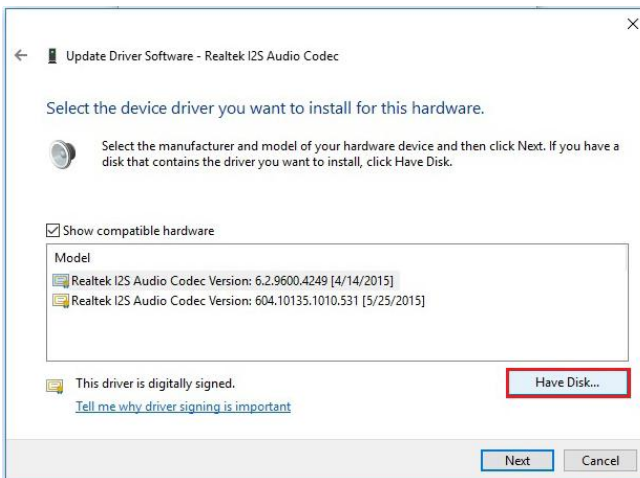 Update Driver Software - Realtek I2S Audio Codec
Select the device driver you want to install for this hardware.
Select the manufacturer and model of your hardware device and then click Next. If you have a
disk that contains the driver you want to install, click Have Disk.
Show compatible hardware
Model
Realtek I2S Audio Codec Version: 6.2.9600.4249 [4/14/2015]
Realtek I2S Audio Codec Version: 604.10135.1010.531 [5/25/2015]
This driver is digitally signed.
Have Disk...
Tell me why driver signing is important
Next
Cancel